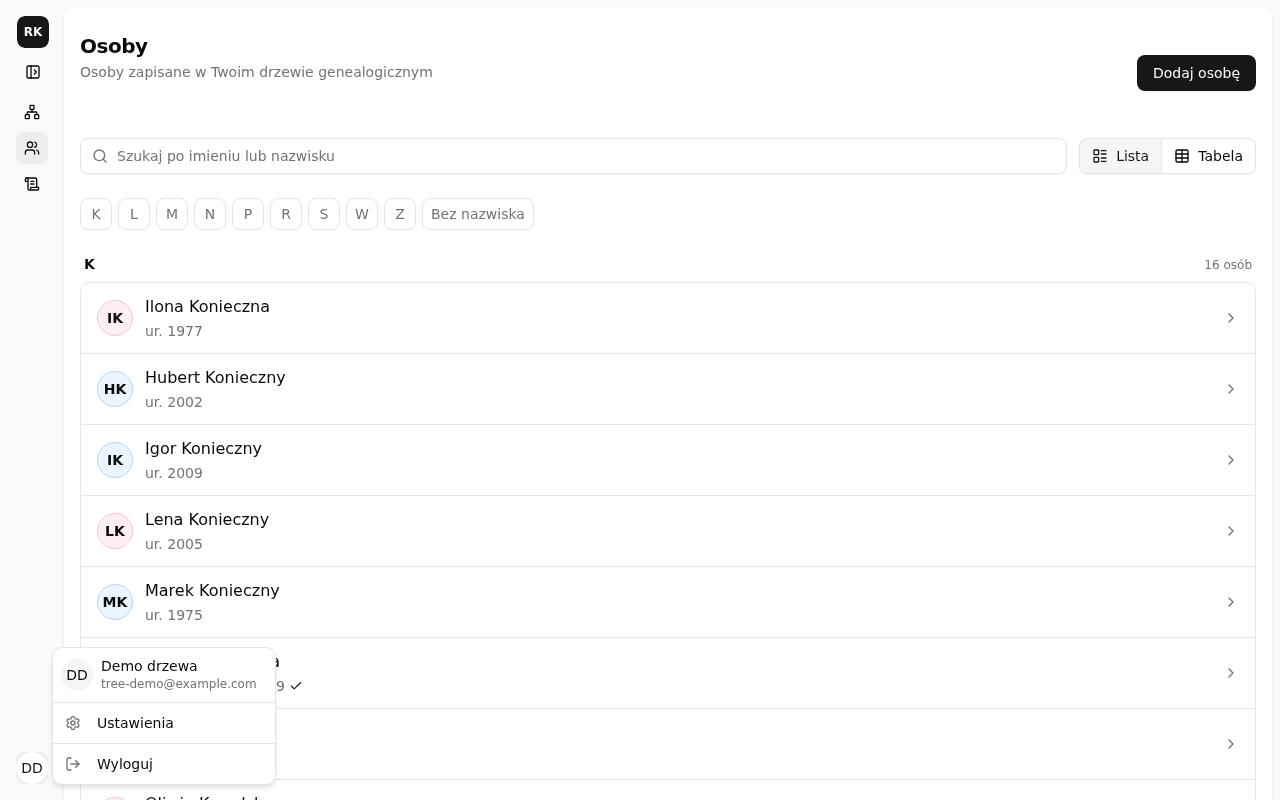 RK
Osoby
Osoby zapisane w Twoim drzewie genealogicznym
Dodaj osobę
Szukaj po imieniu lub nazwisku
Lista
Tabela
K
L
M
N
P
R
S
W
Z
Bez nazwiska
K
16 osób
IK
Ilona Konieczna
ur. 1977
HK
Hubert Konieczny
ur. 2002
IK
Igor Konieczny
ur. 2009
LK
Lena Konieczny
ur. 2005
MK
Marek Konieczny
ur. 1975
DD
Demo drzewa
tree-demo@example.com
Ustawienia
Wyloguj
DD